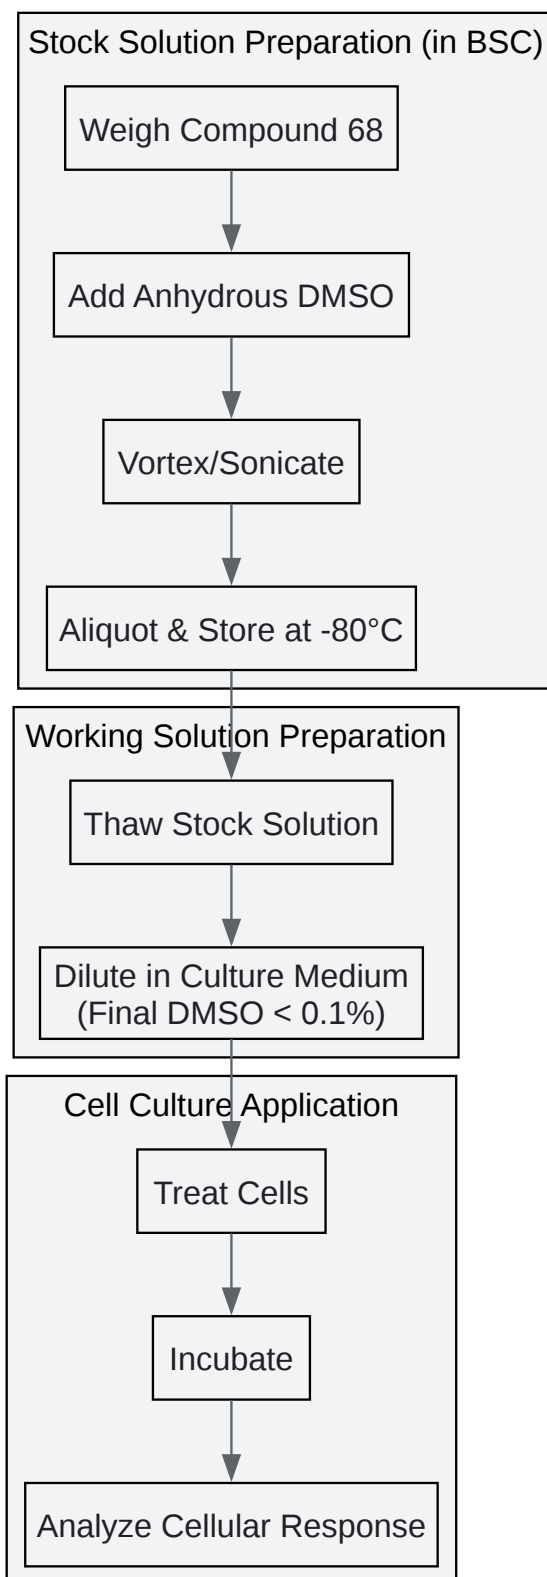 Stock Solution Preparation (in BSC)
Weigh Compound 68
Add Anhydrous DMSO
Vortex/Sonicate
Aliquot & Store at -80°C
Working Solution Preparation
Thaw Stock Solution
Dilute in Culture Medium
(Final DMSO < 0.1%)
Cell Culture Application
Treat Cells
Incubate
Analyze Cellular Response